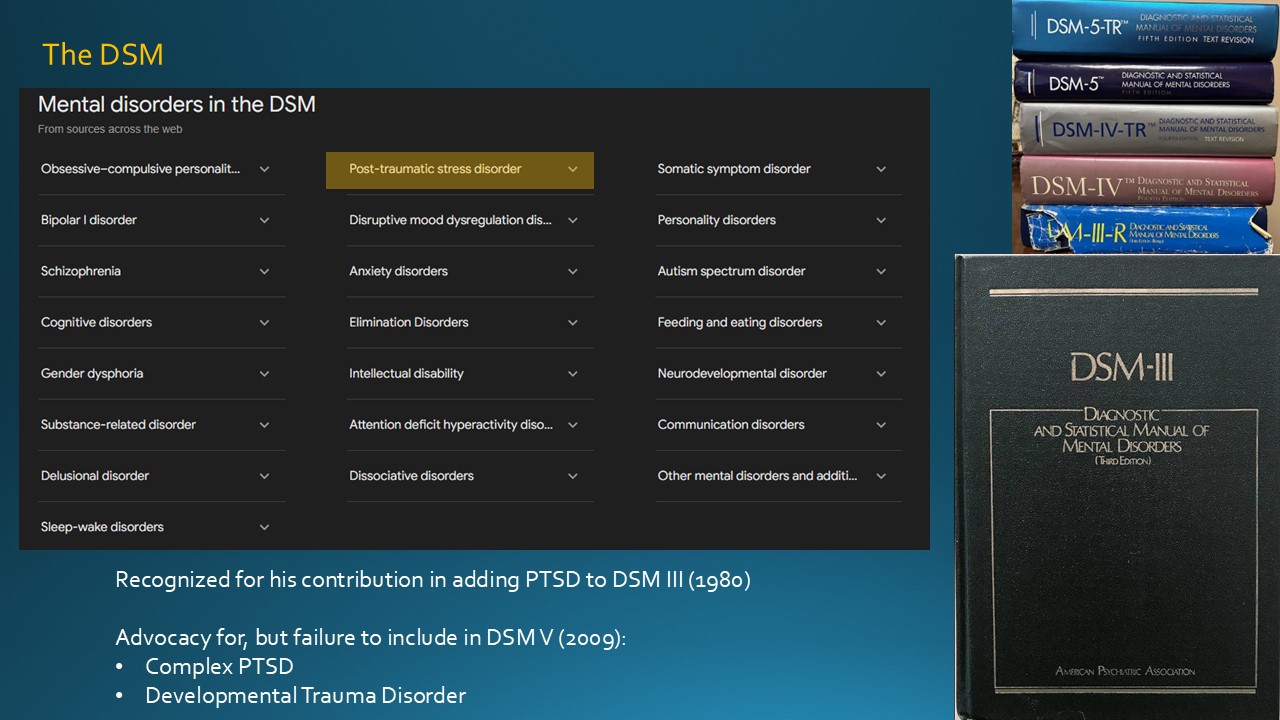 The DSM
Mental disorders in the DSM
From sources across the web
Obsessive–compulsive personalit...
Post-traumatic stress disorder
Somatic symptom disorder
Bipolar I disorder
Disruptive mood dysregulation dis...
Personality disorders
Schizophrenia
Anxiety disorders
Autism spectrum disorder
Cognitive disorders
Elimination Disorders
Feeding and eating disorders
Gender dysphoria
Intellectual disability
Neurodevelopmental disorder
Substance-related disorder
Attention deficit hyperactivity diso...
Communication disorders
Delusional disorder
Dissociative disorders
Other mental disorders and additi...
Sleep-wake disorders
Recognized for his contribution in adding PTSD to DSM III (1980)
Advocacy for, but failure to include in DSM V (2009):
• Complex PTSD
• Developmental Trauma Disorder
DSM-5-TR™
DIAGNOSTIC AND STATISTICAL
MANUAL OF MENTAL DISORDERS
FIFTH EDITION TEXT REVISION
DSM-5™
DIAGNOSTIC AND STATISTICAL
MANUAL OF MENTAL DISORDERS
FIFTH EDITION
DSM-IV-TR™
DIAGNOSTIC AND STATISTICAL
MANUAL OF MENTAL DISORDERS
FOURTH EDITION TEXT REVISION
DSM-IV™
DIAGNOSTIC AND STATISTICAL
MANUAL OF MENTAL DISORDERS
FOURTH EDITION
M-III-R
DIAGNOSTIC AND STATISTICAL
MANUAL OF MENTAL DISORDERS
DSM-III
DIAGNOSTIC
AND STATISTICAL MANUAL OF
MENTAL DISORDERS
(THIRD EDITION)
AMERICAN PSYCHIATRIC ASSOCIATION